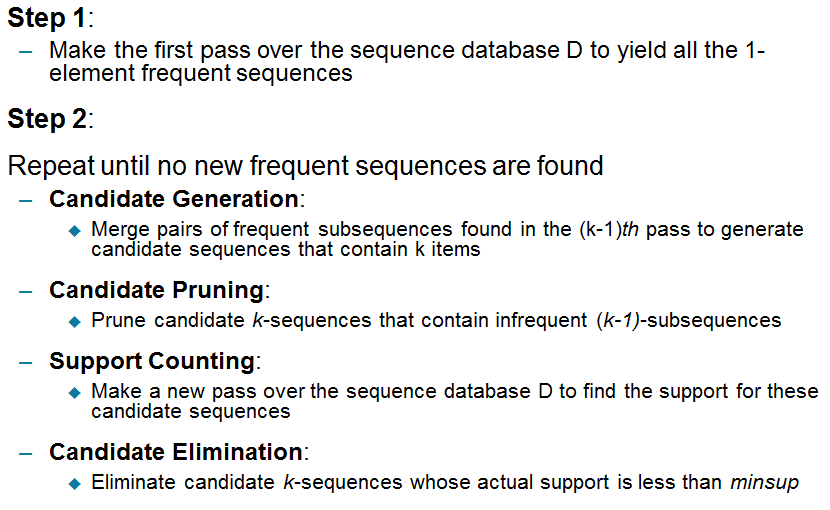 Step 1:
– Make the first pass over the sequence database D to yield all the 1-
element frequent sequences
Step 2:
Repeat until no new frequent sequences are found
– Candidate Generation:
◆ Merge pairs of frequent subsequences found in the (k-1)th pass to generate
candidate sequences that contain k items
– Candidate Pruning:
◆ Prune candidate k-sequences that contain infrequent (k-1)-subsequences
– Support Counting:
◆ Make a new pass over the sequence database D to find the support for these
candidate sequences
– Candidate Elimination:
◆ Eliminate candidate k-sequences whose actual support is less than minsup